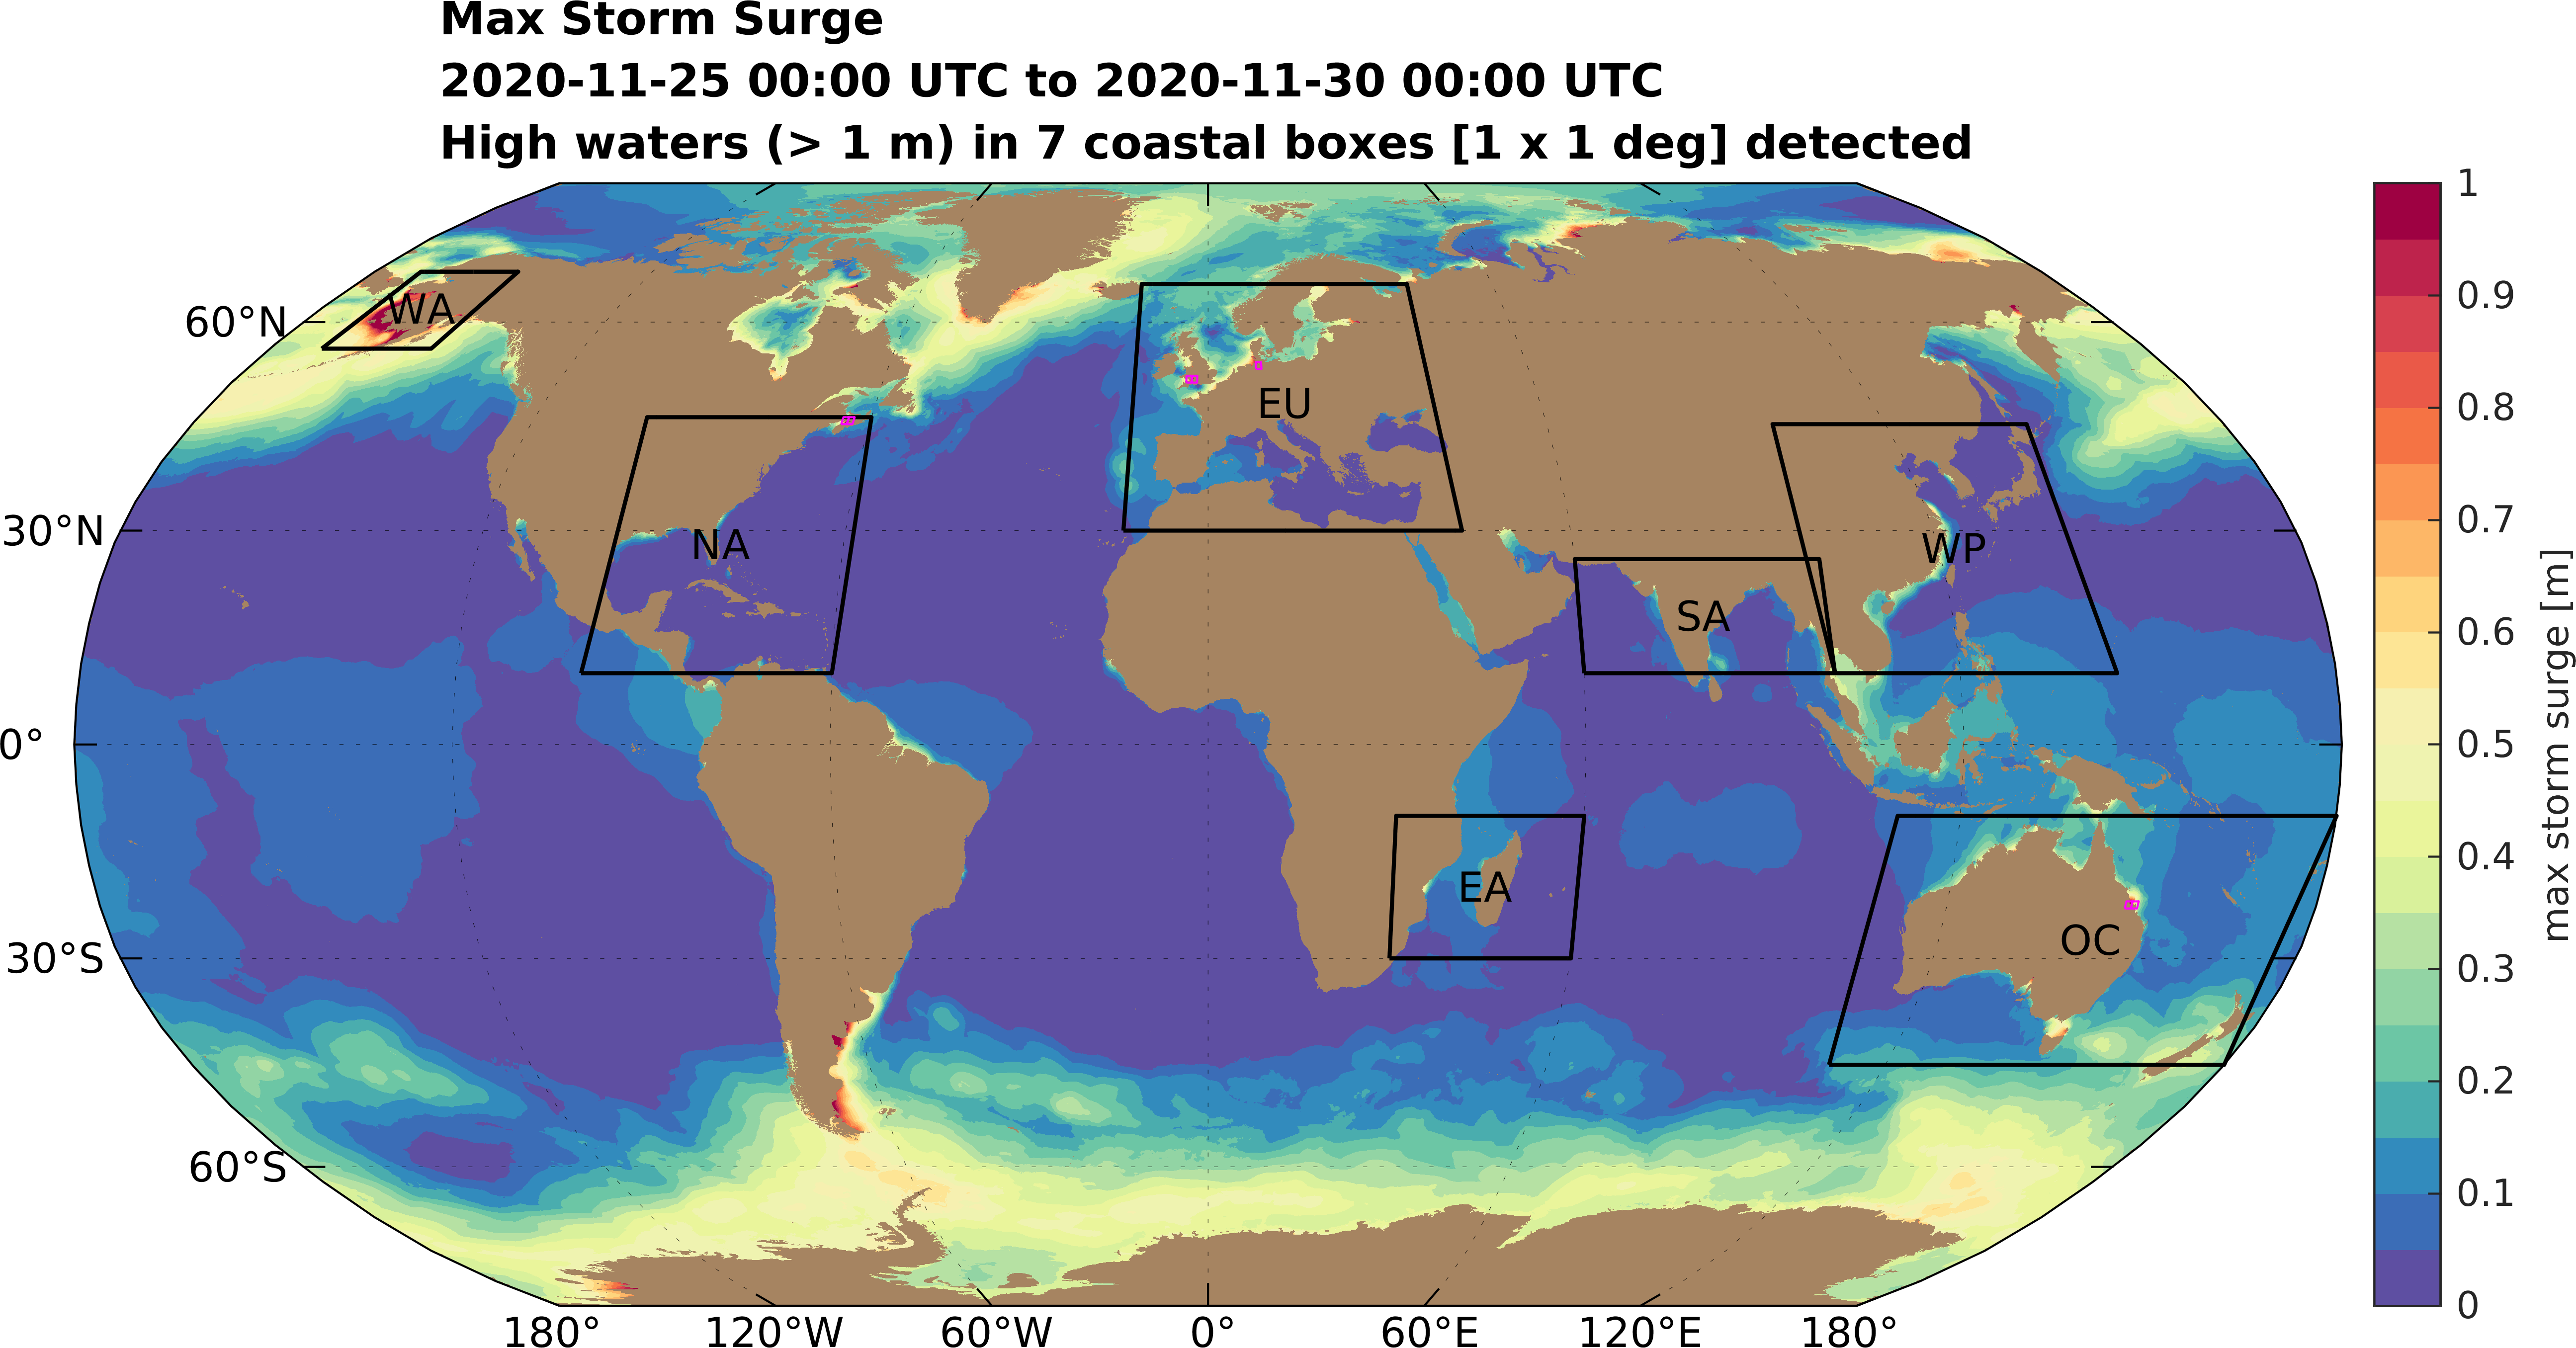 Max Storm Surge
2020-11-25 00:00 UTC to 2020-11-30 00:00 UTC
High waters (> 1 m) in 7 coastal boxes [1 x 1 deg] detected
60°N
30°N
0°
30°S
60°S
WA
NA
EU
SA
WP
EA
OC
180°
120°W
60°W
0°
60°E
120°E
180°
1
0.9
0.8
0.7
0.6
0.5
0.4
0.3
0.2
0.1
0
max storm surge [m]